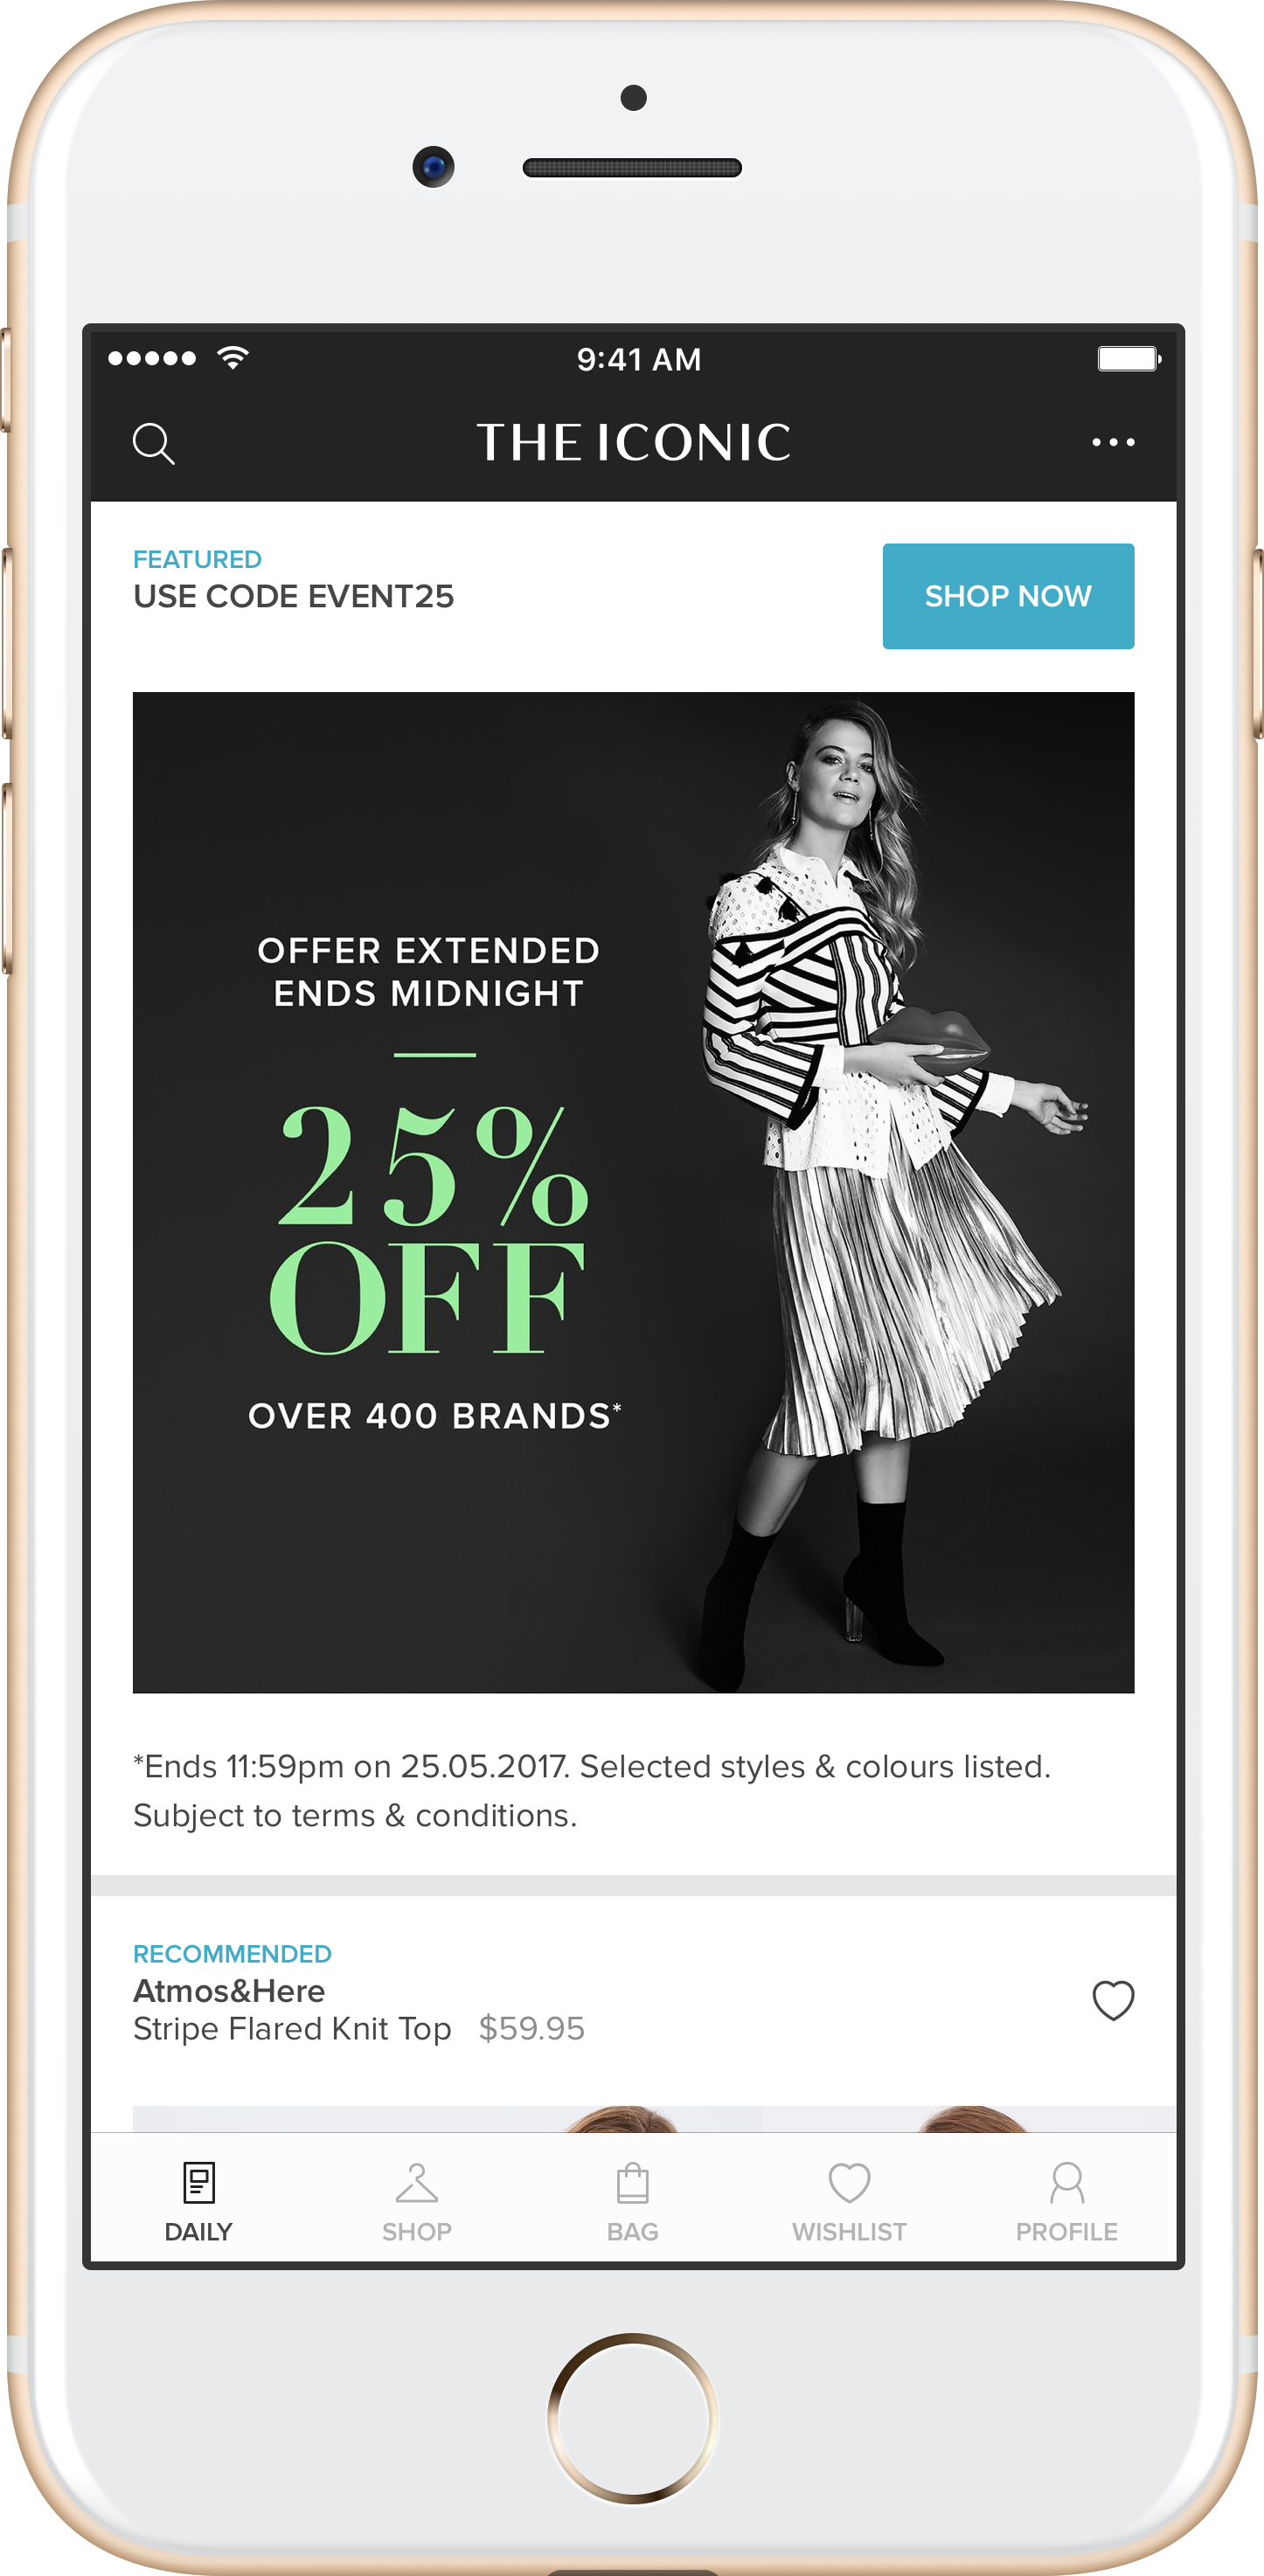 9:41 AM
THE ICONIC
FEATURED
USE CODE EVENT25
SHOP NOW
OFFER EXTENDED
ENDS MIDNIGHT
25%
OFF
OVER 400 BRANDS*
*Ends 11:59pm on 25.05.2017. Selected styles & colours listed.
Subject to terms & conditions.
RECOMMENDED
Atmos&Here
Stripe Flared Knit Top $59.95
DAILY SHOP BAG WISHLIST PROFILE